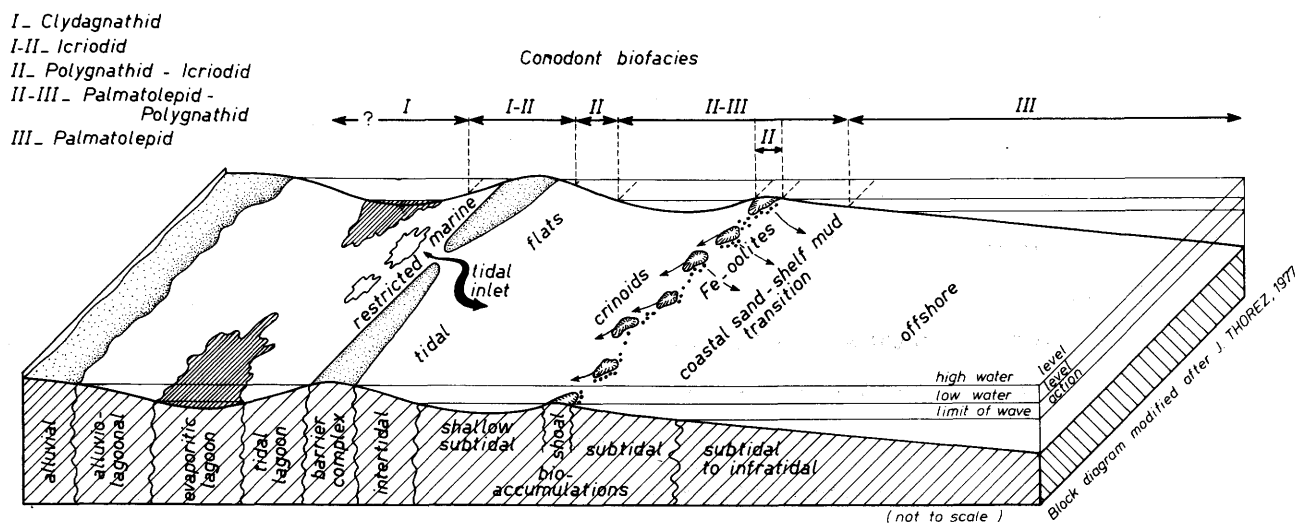 I_ Clydagnathid
I-II_ Icriodid
II_ Polygnathid - Icriodid
II-III_ Palmatolepid -
Polygnathid
III_ Palmatolepid
Conodont biofacies
?
I
I-II
II
II-III
II
III
restricted marine
tidal flats
tidal
inlet
crinoids
Fe-oolites
coastal sand-shelf mud
transition
offshore
high water level
low water level
limit of wave action
alluvial
alluvio-
lagoonal
evaporitic
lagoon
tidal
lagoon
barrier
complex
intertidal
shallow
subtidal
shoal
bio-
accumulations
subtidal
subtidal
to infratidal
(not to scale)
Block diagram modified after J. THOREZ, 1977